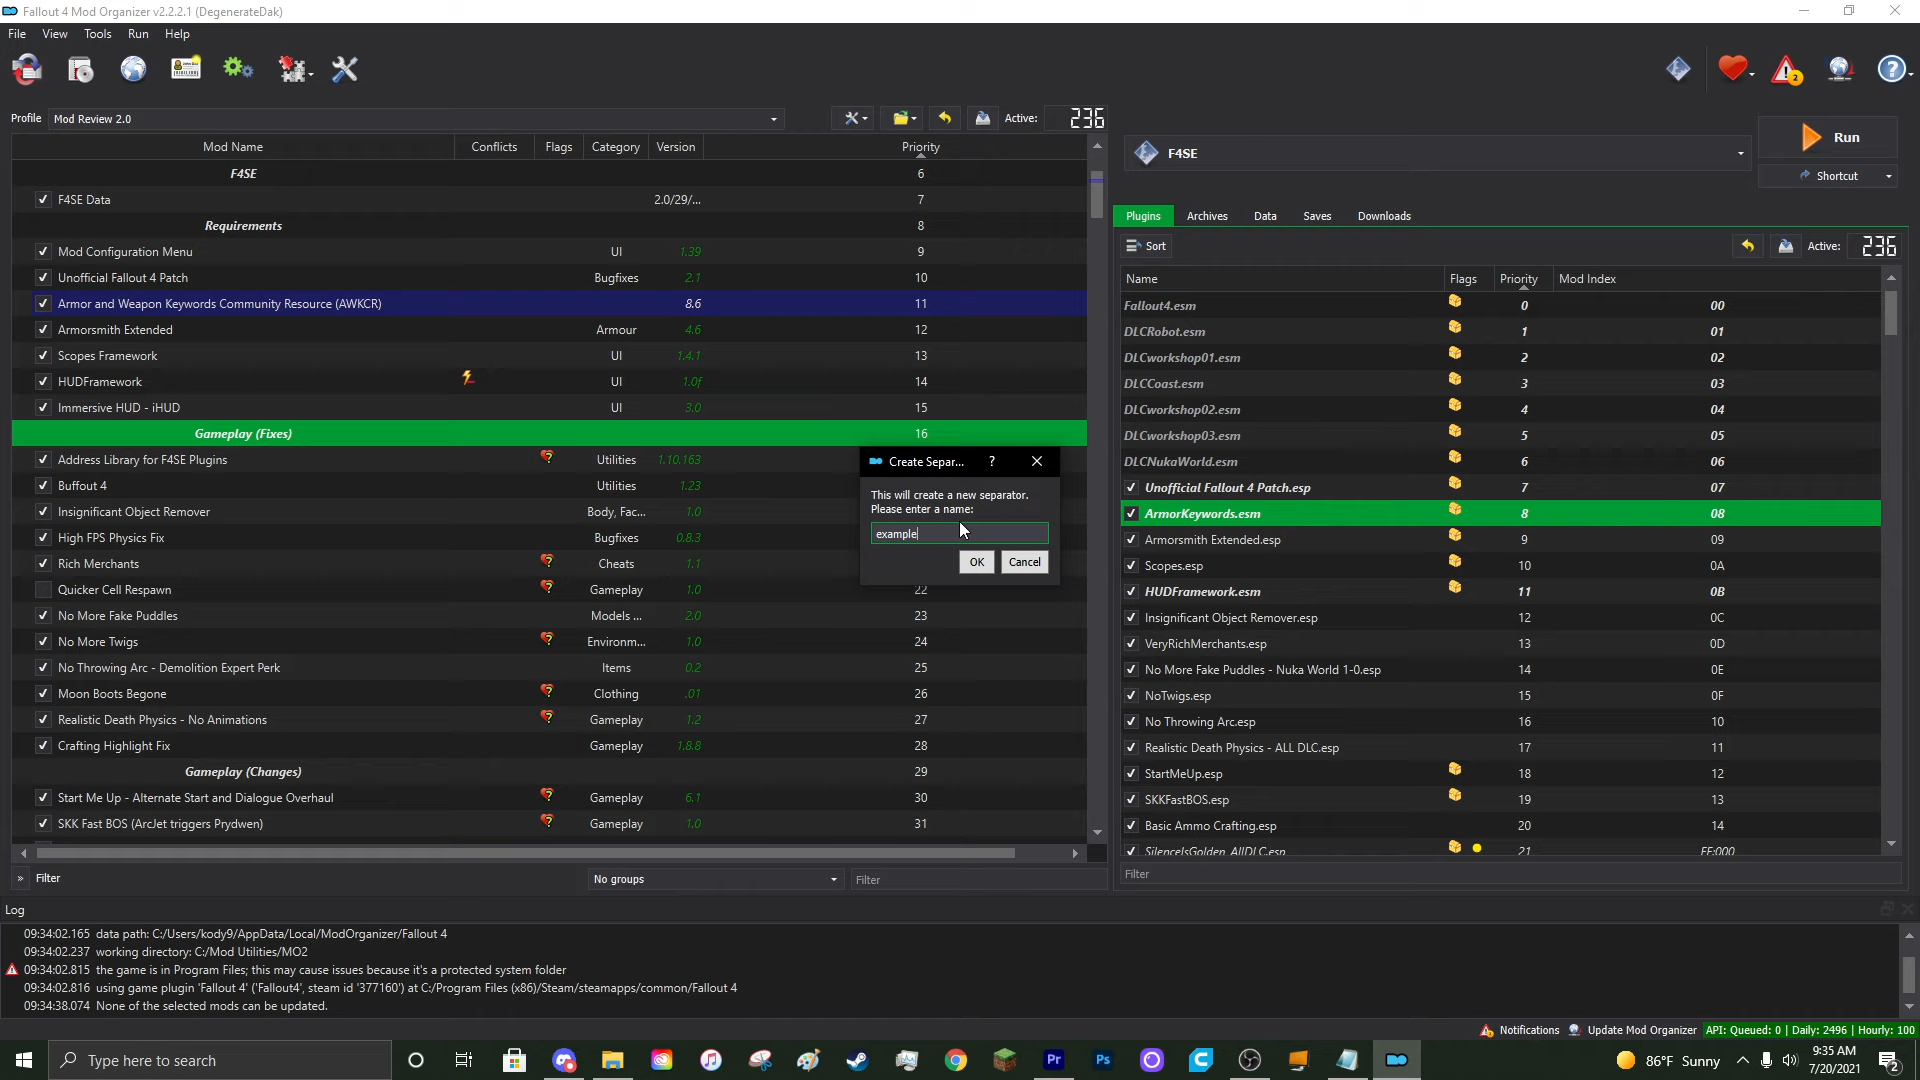 Fallout 4 Mod Organizer v2.2.2.1 (DegenerateDak)
File View Tools Run Help
Profile Mod Review 2.0 Active: 236
Mod Name Conflicts Flags Category Version Priority
F4SE 6
F4SE Data 2.0/29/... 7
Requirements 8
Mod Configuration Menu UI 1.39 9
Unofficial Fallout 4 Patch Bugfixes 2.1 10
Armor and Weapon Keywords Community Resource (AWKCR) 8.6 11
Armorsmith Extended Armour 4.6 12
Scopes Framework UI 1.4.1 13
HUDFramework UI 1.0f 14
Immersive HUD - iHUD UI 3.0 15
Gameplay (Fixes) 16
Address Library for F4SE Plugins Utilities 1.10.163
Buffout 4 Utilities 1.23
Insignificant Object Remover Body, Fac... 1.0
High FPS Physics Fix Bugfixes 0.8.3
Rich Merchants Cheats 1.1
Quicker Cell Respawn Gameplay 1.0 22
No More Fake Puddles Models ... 2.0 23
No More Twigs Environm... 1.0 24
No Throwing Arc - Demolition Expert Perk Items 0.2 25
Moon Boots Begone Clothing .01 26
Realistic Death Physics - No Animations Gameplay 1.2 27
Crafting Highlight Fix Gameplay 1.8.8 28
Gameplay (Changes) 29
Start Me Up - Alternate Start and Dialogue Overhaul Gameplay 6.1 30
SKK Fast BOS (ArcJet triggers Prydwen) Gameplay 1.0 31
Filter No groups Filter
Create Separ... ?
This will create a new separator.
Please enter a name:
example
OK Cancel
F4SE
Run
Shortcut
Plugins Archives Data Saves Downloads
Sort Active: 236
Name Flags Priority Mod Index
Fallout4.esm 0 00
DLCRobot.esm 1 01
DLCworkshop01.esm 2 02
DLCCoast.esm 3 03
DLCworkshop02.esm 4 04
DLCworkshop03.esm 5 05
DLCNukaWorld.esm 6 06
Unofficial Fallout 4 Patch.esp 7 07
ArmorKeywords.esm 8 08
Armorsmith Extended.esp 9 09
Scopes.esp 10 0A
HUDFramework.esm 11 0B
Insignificant Object Remover.esp 12 0C
VeryRichMerchants.esp 13 0D
No More Fake Puddles - Nuka World 1-0.esp 14 0E
NoTwigs.esp 15 0F
No Throwing Arc.esp 16 10
Realistic Death Physics - ALL DLC.esp 17 11
StartMeUp.esp 18 12
SKKFastBOS.esp 19 13
Basic Ammo Crafting.esp 20 14
SilenceIsGolden_AllDLC.esp 21 FE:000
Filter
Log
09:34:02.165 data path: C:/Users/kody9/AppData/Local/ModOrganizer/Fallout 4
09:34:02.237 working directory: C:/Mod Utilities/MO2
09:34:02.815 the game is in Program Files; this may cause issues because it's a protected system folder
09:34:02.816 using game plugin 'Fallout 4' ('Fallout4', steam id '377160') at C:/Program Files (x86)/Steam/steamapps/common/Fallout 4
09:34:38.074 None of the selected mods can be updated.
Notifications Update Mod Organizer API: Queued: 0 | Daily: 2496 | Hourly: 100
Type here to search Pr Ps 86°F Sunny 9:35 AM
7/20/2021 2